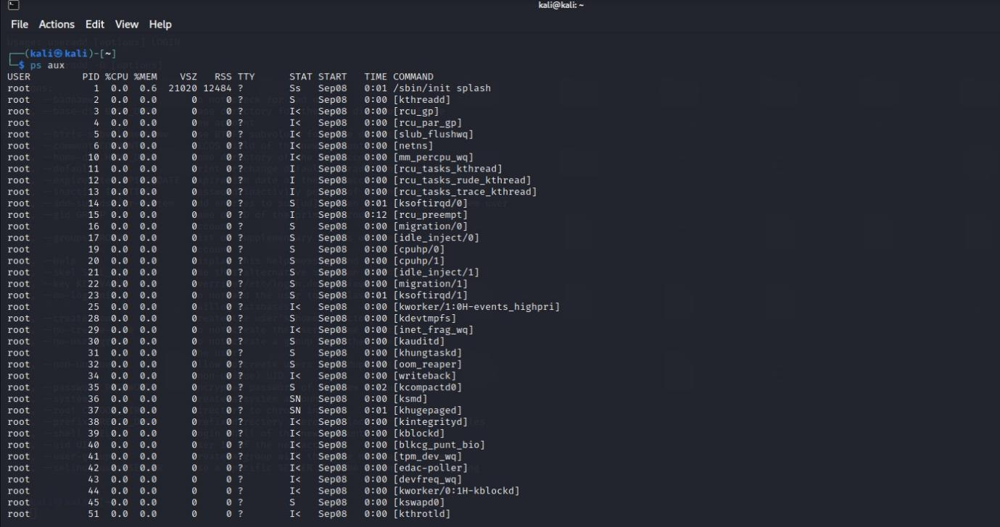 kali@kali: ~
File Actions Edit View Help
Usage: useradd [options] LOGIN
(kali㉿kali)-[~]
$ ps aux
USER PID %CPU %MEM VSZ RSS TTY STAT START TIME COMMAND
root 1 0.0 0.6 21020 12484 ? Ss Sep08 0:01 /sbin/init splash
root 2 0.0 0.0 0 0 ? S Sep08 0:00 [kthreadd]
root 3 0.0 0.0 0 0 ? I< Sep08 0:00 [rcu_gp]
root 4 0.0 0.0 0 0 ? I< Sep08 0:00 [rcu_par_gp]
root 5 0.0 0.0 0 0 ? I< Sep08 0:00 [slub_flushwq]
root 6 0.0 0.0 0 0 ? I< Sep08 0:00 [netns]
root 10 0.0 0.0 0 0 ? I< Sep08 0:00 [mm_percpu_wq]
root 11 0.0 0.0 0 0 ? I Sep08 0:00 [rcu_tasks_kthread]
root 12 0.0 0.0 0 0 ? I Sep08 0:00 [rcu_tasks_rude_kthread]
root 13 0.0 0.0 0 0 ? I Sep08 0:00 [rcu_tasks_trace_kthread]
root 14 0.0 0.0 0 0 ? S Sep08 0:01 [ksoftirqd/0]
root 15 0.0 0.0 0 0 ? I Sep08 0:12 [rcu_preempt]
root 16 0.0 0.0 0 0 ? S Sep08 0:00 [migration/0]
root 17 0.0 0.0 0 0 ? S Sep08 0:00 [idle_inject/0]
root 19 0.0 0.0 0 0 ? S Sep08 0:00 [cpuhp/0]
root 20 0.0 0.0 0 0 ? S Sep08 0:00 [cpuhp/1]
root 21 0.0 0.0 0 0 ? S Sep08 0:00 [idle_inject/1]
root 22 0.0 0.0 0 0 ? S Sep08 0:00 [migration/1]
root 23 0.0 0.0 0 0 ? S Sep08 0:01 [ksoftirqd/1]
root 25 0.0 0.0 0 0 ? I< Sep08 0:00 [kworker/1:0H-events_highpri]
root 28 0.0 0.0 0 0 ? S Sep08 0:00 [kdevtmpfs]
root 29 0.0 0.0 0 0 ? I< Sep08 0:00 [inet_frag_wq]
root 30 0.0 0.0 0 0 ? S Sep08 0:00 [kauditd]
root 31 0.0 0.0 0 0 ? S Sep08 0:00 [khungtaskd]
root 32 0.0 0.0 0 0 ? S Sep08 0:00 [oom_reaper]
root 34 0.0 0.0 0 0 ? I< Sep08 0:00 [writeback]
root 35 0.0 0.0 0 0 ? S Sep08 0:02 [kcompactd0]
root 36 0.0 0.0 0 0 ? SN Sep08 0:00 [ksmd]
root 37 0.0 0.0 0 0 ? SN Sep08 0:01 [khugepaged]
root 38 0.0 0.0 0 0 ? I< Sep08 0:00 [kintegrityd]
root 39 0.0 0.0 0 0 ? I< Sep08 0:00 [kblockd]
root 40 0.0 0.0 0 0 ? I< Sep08 0:00 [blkcg_punt_bio]
root 41 0.0 0.0 0 0 ? I< Sep08 0:00 [tpm_dev_wq]
root 42 0.0 0.0 0 0 ? I< Sep08 0:00 [edac-poller]
root 43 0.0 0.0 0 0 ? I< Sep08 0:00 [devfreq_wq]
root 44 0.0 0.0 0 0 ? I< Sep08 0:00 [kworker/0:1H-kblockd]
root 45 0.0 0.0 0 0 ? S Sep08 0:00 [kswapd0]
root 51 0.0 0.0 0 0 ? I< Sep08 0:00 [kthrotld]